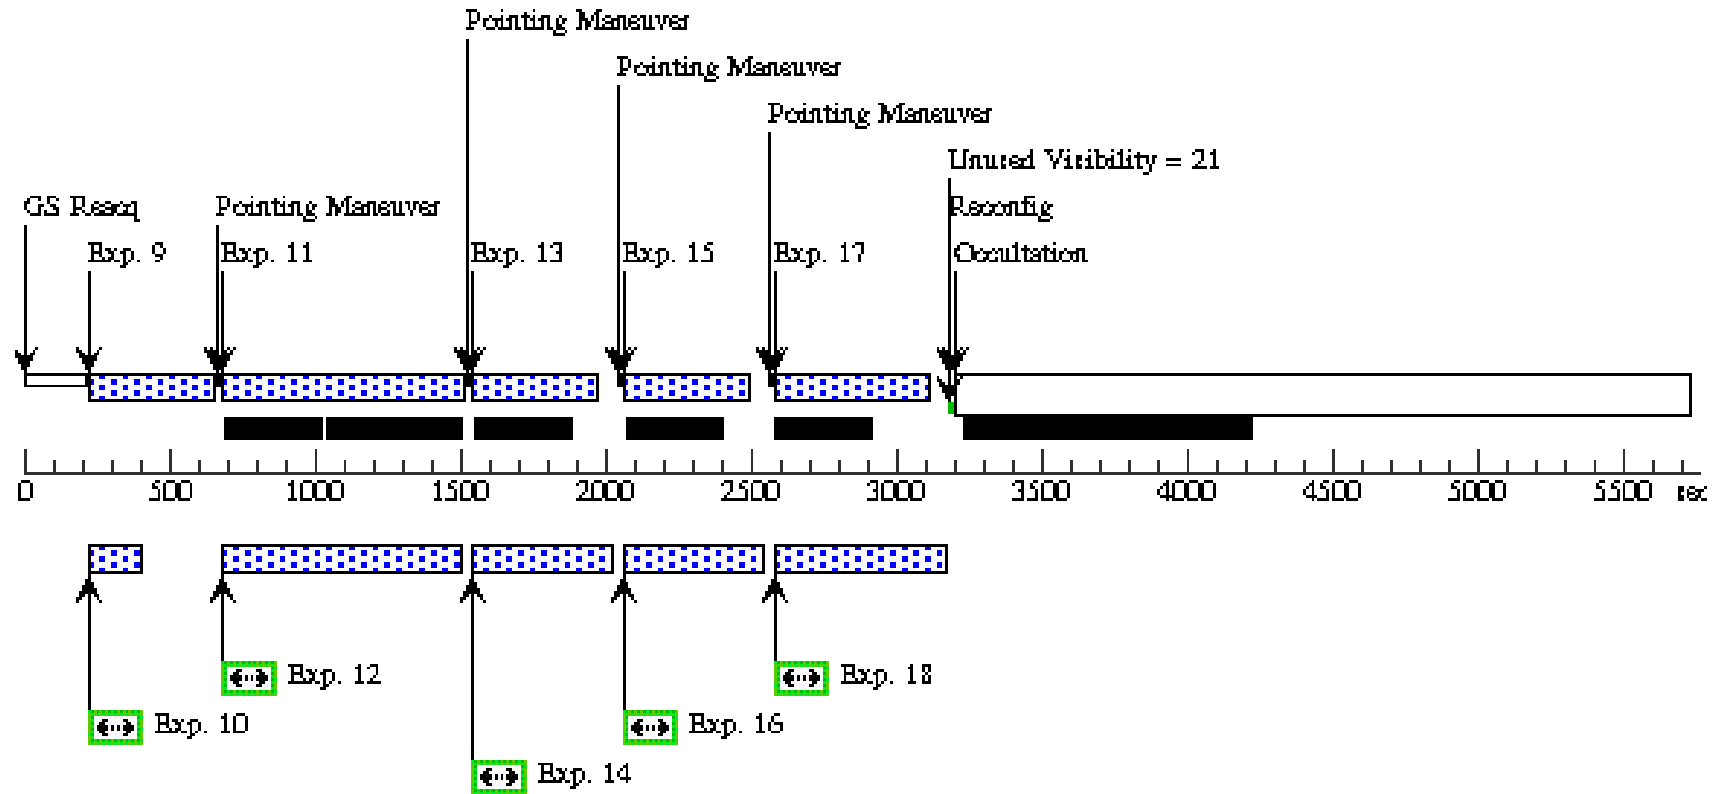 Pointing Maneuver
Pointing Maneuver
Pointing Maneuver
Unused Visibility = 21
GS Reacq
Pointing Maneuver
Reconfig
Exp. 9
Exp. 11
Exp. 13
Exp. 15
Exp. 17
Occultation
0 500 1000 1500 2000 2500 3000 3500 4000 4500 5000 5500 sec
Exp. 12
Exp. 18
Exp. 10
Exp. 16
Exp. 14